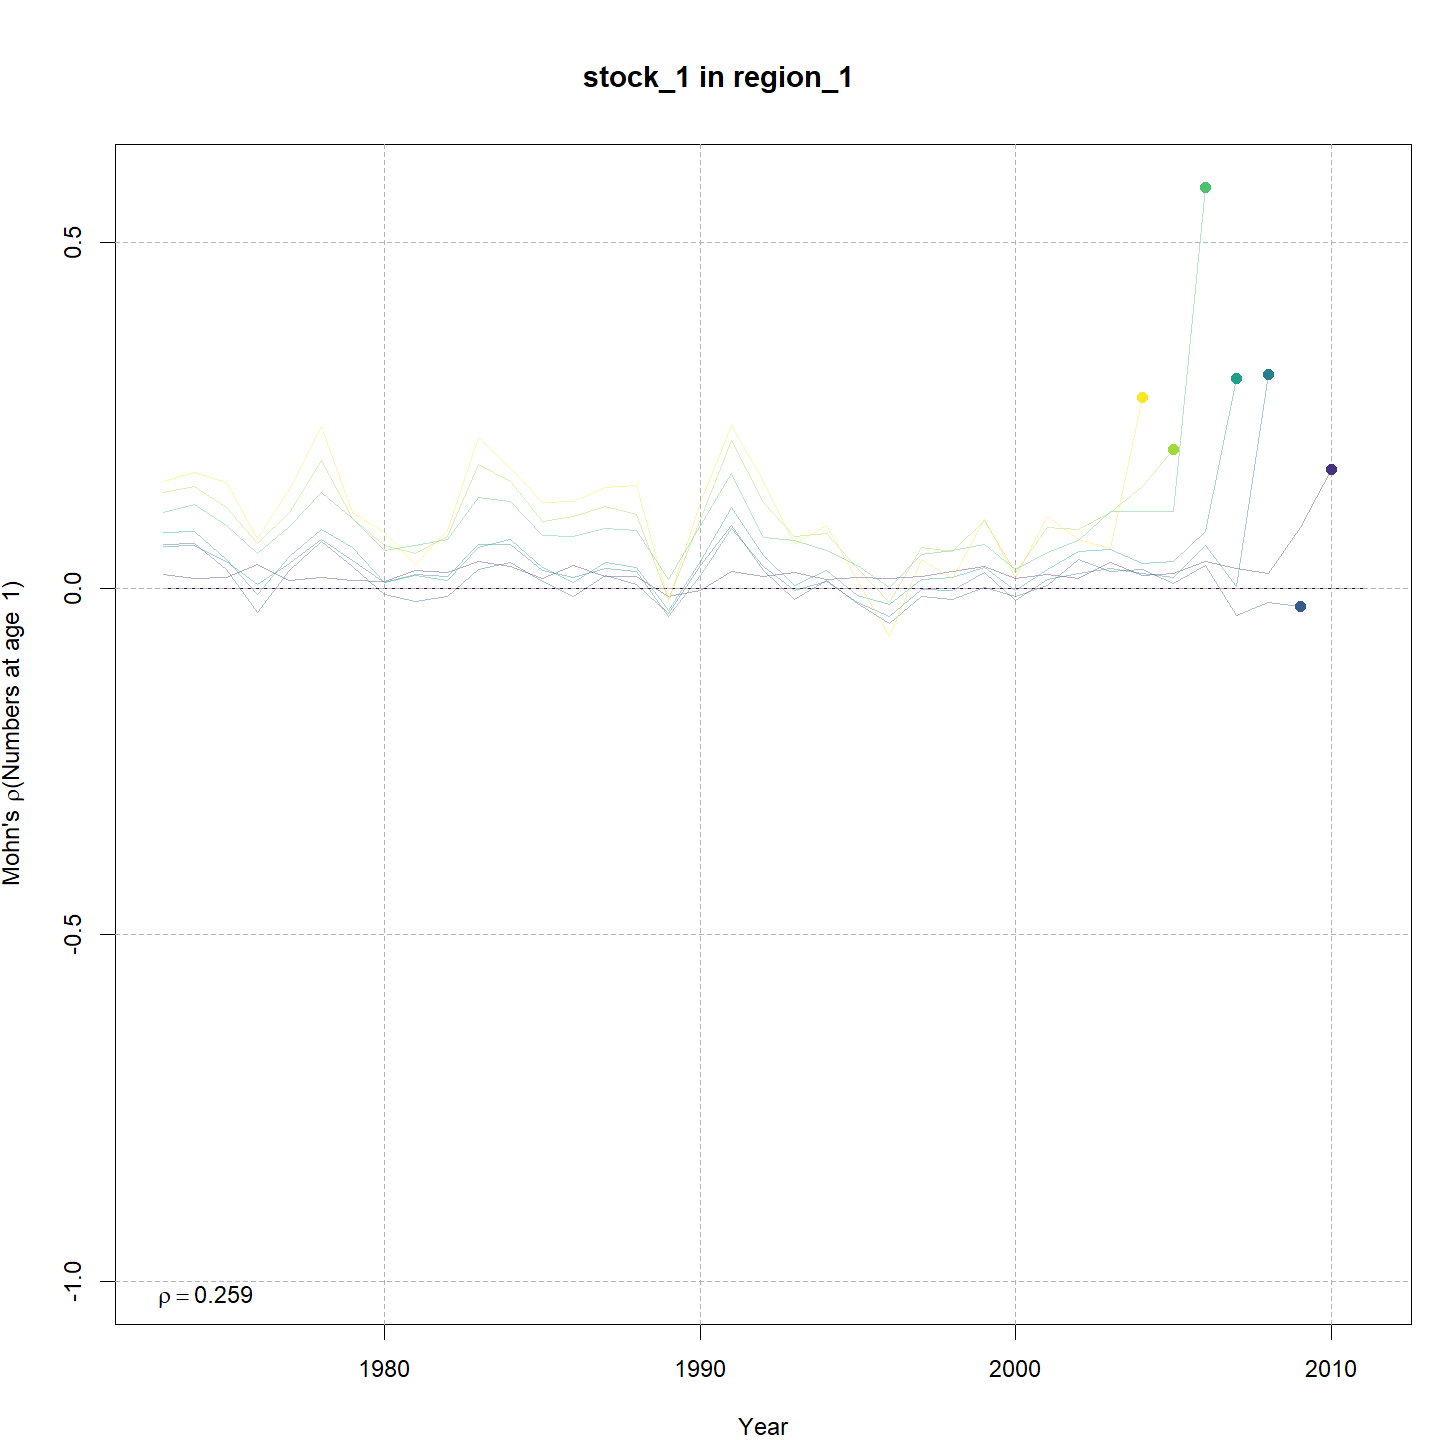 stock_1 in region_1
Mohn's ρ(Numbers at age 1)
0.5
0.0
-0.5
-1.0
ρ = 0.259
1980
1990
2000
2010
Year